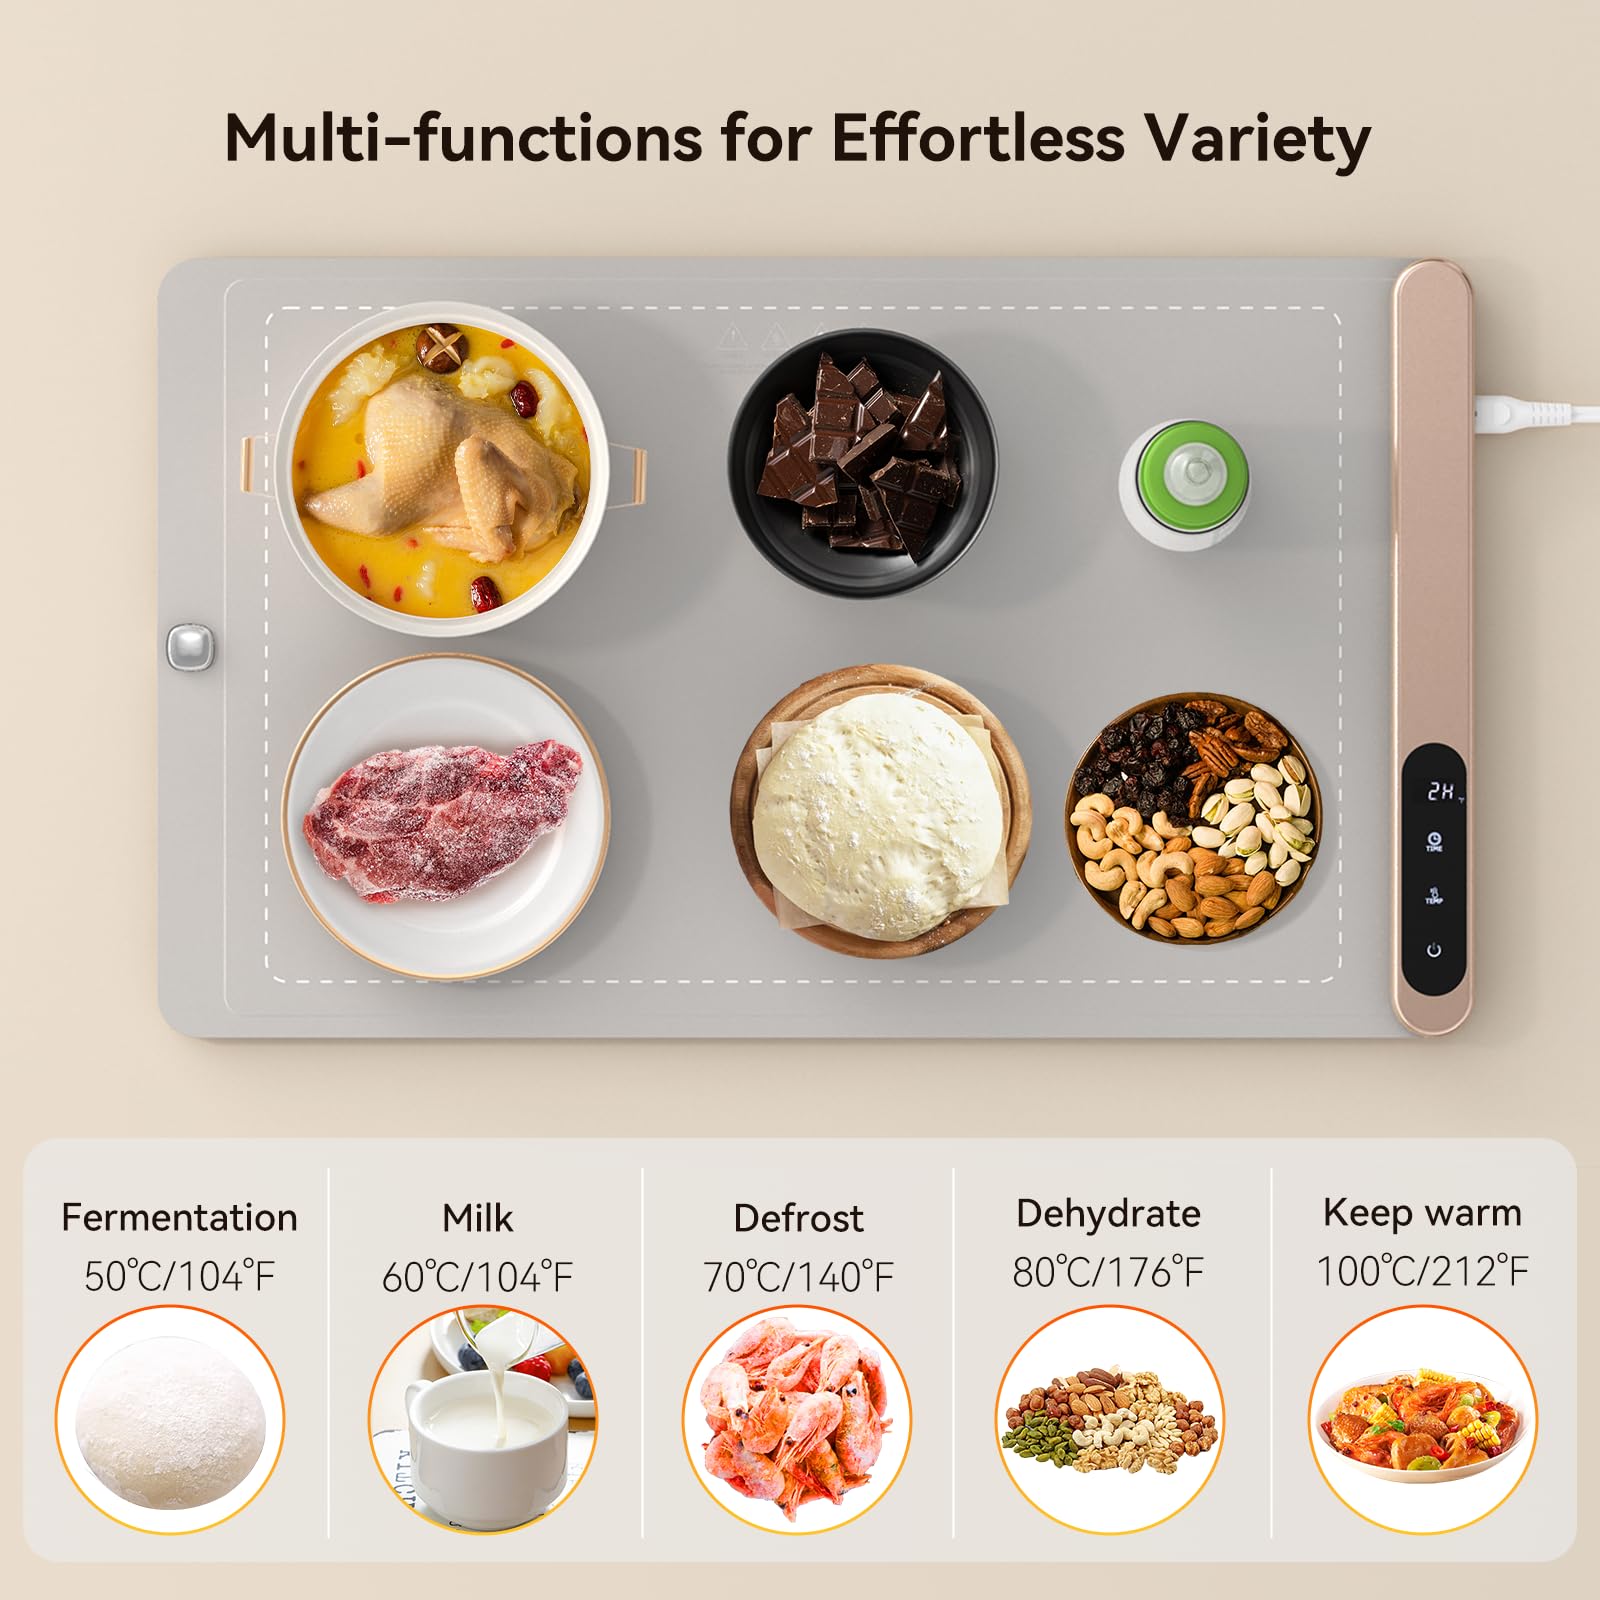 Multi-functions for Effortless Variety
2H
°F
TIME
TEMP
Fermentation
50°C/104°F
Milk
60°C/104°F
Defrost
70°C/140°F
Dehydrate
80°C/176°F
Keep warm
100°C/212°F